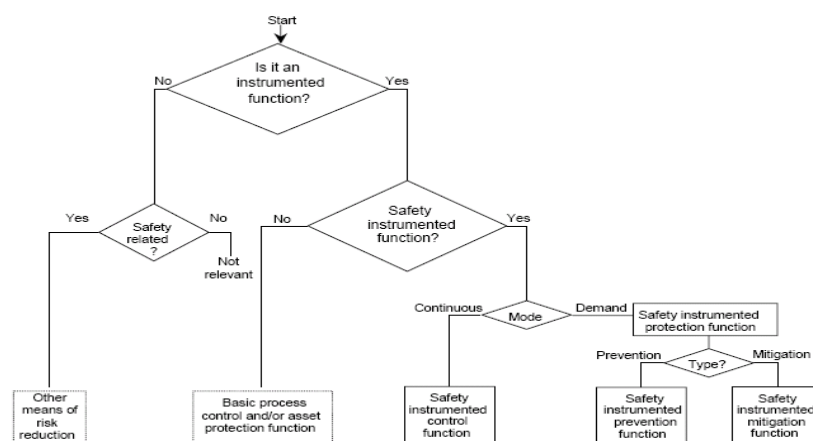 Start
Is it an
instrumented
function?
No
Yes
Yes
Safety
related
?
No
Not
relevant
No
Safety
instrumented
function?
Yes
Continuous
Mode
Demand
Safety instrumented
protection function
Prevention
Type?
Mitigation
Other
means of
risk
reduction
Basic process
control and/or asset
protection function
Safety
instrumented
control
function
Safety
instrumented
prevention
function
Safety
instrumented
mitigation
function